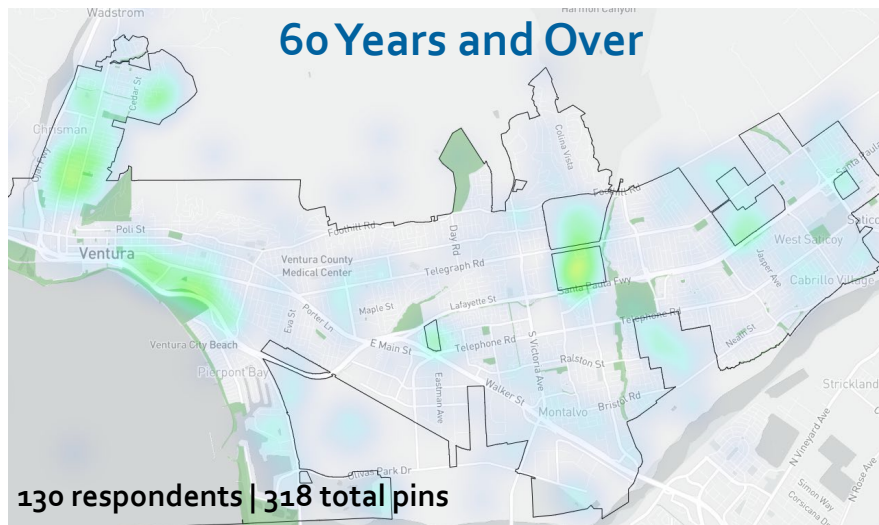 Wadstrom
Harmon Canyon
60 Years and Over
Cedar St
Chrisman
Ojai Fwy
Colina Vista
Santa Paula
Foothill Rd
Poli St
Foothill Rd
Day Rd
Saticoy
West Saticoy
Ventura
Ventura County
Medical Center
Telegraph Rd
Jasper Ave
Santa Paula Fwy
Cabrillo Village
Maple St
Lafayette St
Eva St
Porter Ln
Telephone Rd
Neath St
Ventura City Beach
E Main St
Telephone Rd
S Victoria Ave
Ralston St
Pierpont Bay
Eastman Ave
Walker St
Strickland
Bristol Rd
Montalvo
N Vineyard Ave
N Rose Ave
Olivas Park Dr
Simon Way
Corsicana Dr
130 respondents | 318 total pins